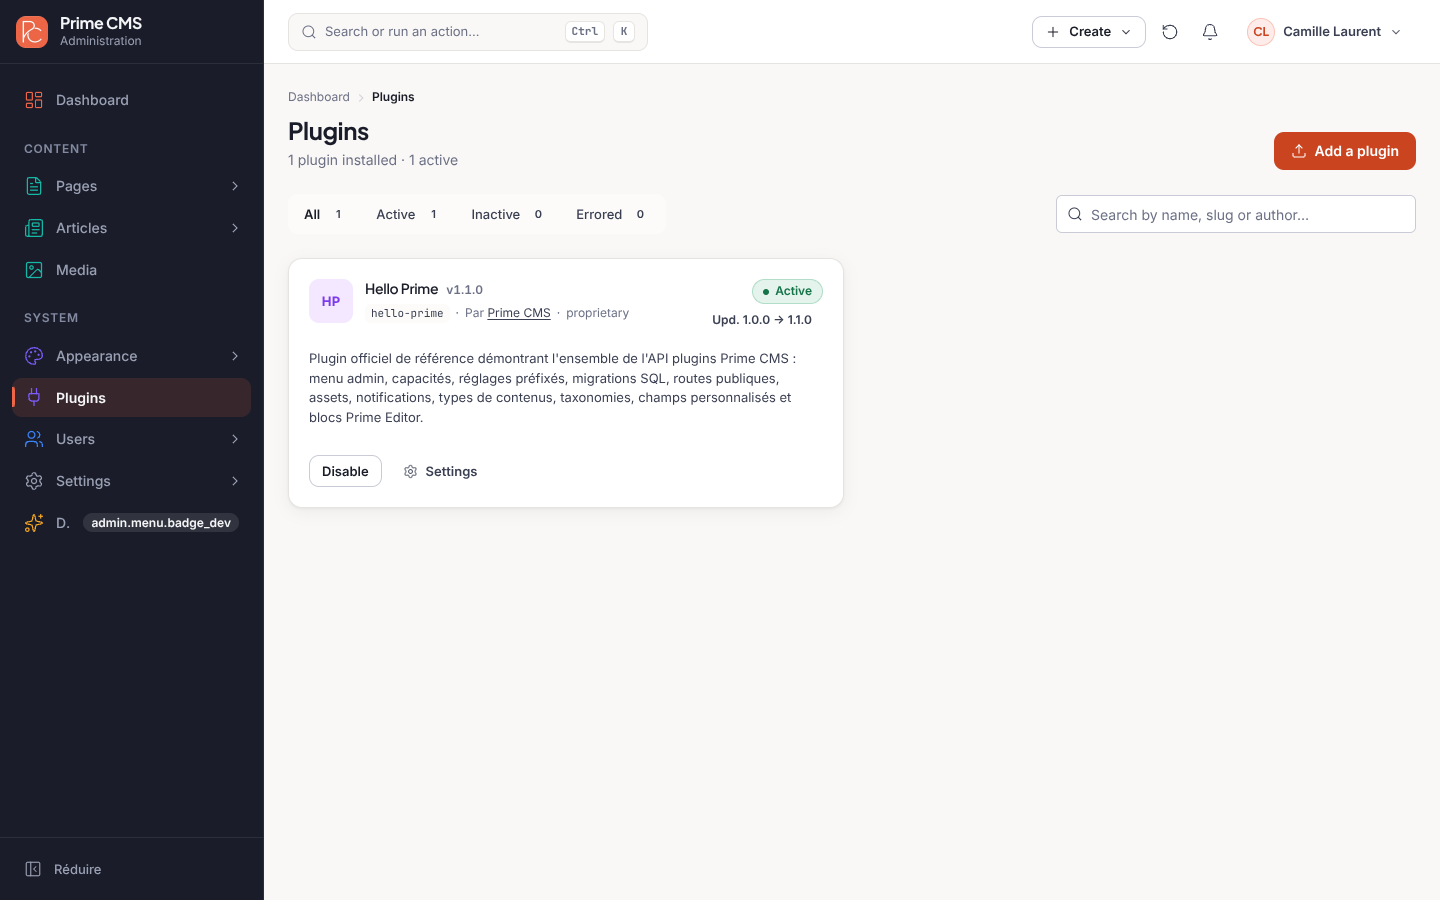 Prime CMS
Administration
Search or run an action...
Ctrl K
Create
CL Camille Laurent
Dashboard
CONTENT
Pages
Articles
Media
SYSTEM
Appearance
Plugins
Users
Settings
D. admin.menu.badge_dev
Réduire
Dashboard Plugins
Plugins
1 plugin installed · 1 active
Add a plugin
All 1 Active 1 Inactive 0 Errored 0
Search by name, slug or author...
HP
Hello Prime v1.1.0
Active
hello-prime · Par Prime CMS · proprietary
Upd. 1.0.0 → 1.1.0
Plugin officiel de référence démontrant l'ensemble de l'API plugins Prime CMS :
menu admin, capacités, réglages préfixés, migrations SQL, routes publiques,
assets, notifications, types de contenus, taxonomies, champs personnalisés et
blocs Prime Editor.
Disable Settings